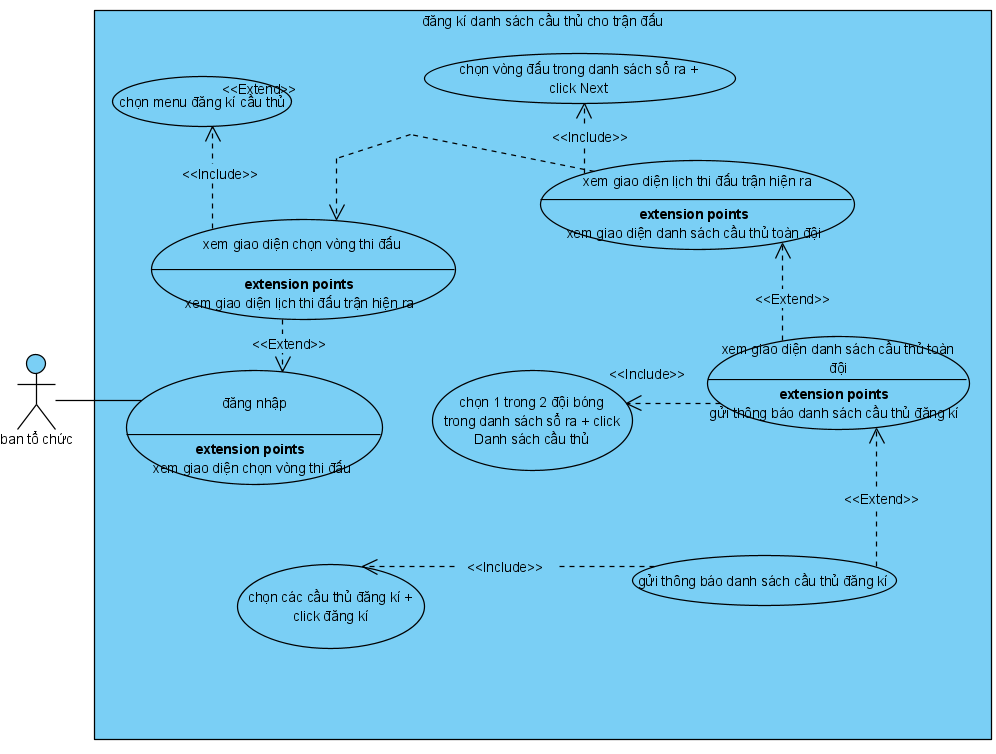 đăng kí danh sách cầu thủ cho trận đấu
chọn vòng đấu trong danh sách sổ ra +
click Next
<<Extend>>
chọn menu đăng kí cầu thủ
<<Include>>
<<Include>>
xem giao diện lịch thi đấu trận hiện ra
extension points
xem giao diện danh sách cầu thủ toàn đội
xem giao diện chọn vòng thi đấu
extension points
xem giao diện lịch thi đấu trận hiện ra
<<Extend>>
<<Extend>>
xem giao diện danh sách cầu thủ toàn
đội
extension points
gửi thông báo danh sách cầu thủ đăng kí
<<Include>>
chọn 1 trong 2 đội bóng
trong danh sách sổ ra + click
Danh sách cầu thủ
đăng nhập
extension points
xem giao diện chọn vòng thi đấu
ban tổ chức
<<Extend>>
<<Include>>
gửi thông báo danh sách cầu thủ đăng kí
chọn các cầu thủ đăng kí +
click đăng kí